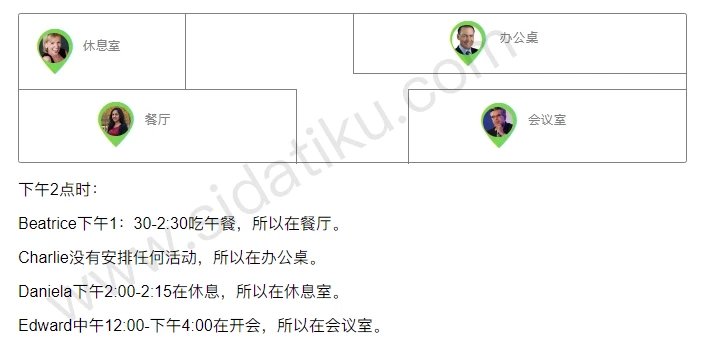 休息室
办公桌
餐厅
会议室
下午2点时：
Beatrice下午1：30-2:30吃午餐，所以在餐厅。
Charlie没有安排任何活动，所以在办公桌。
Daniela下午2:00-2:15在休息，所以在休息室。
Edward中午12:00-下午4:00在开会，所以在会议室。
www.sidatiku.com